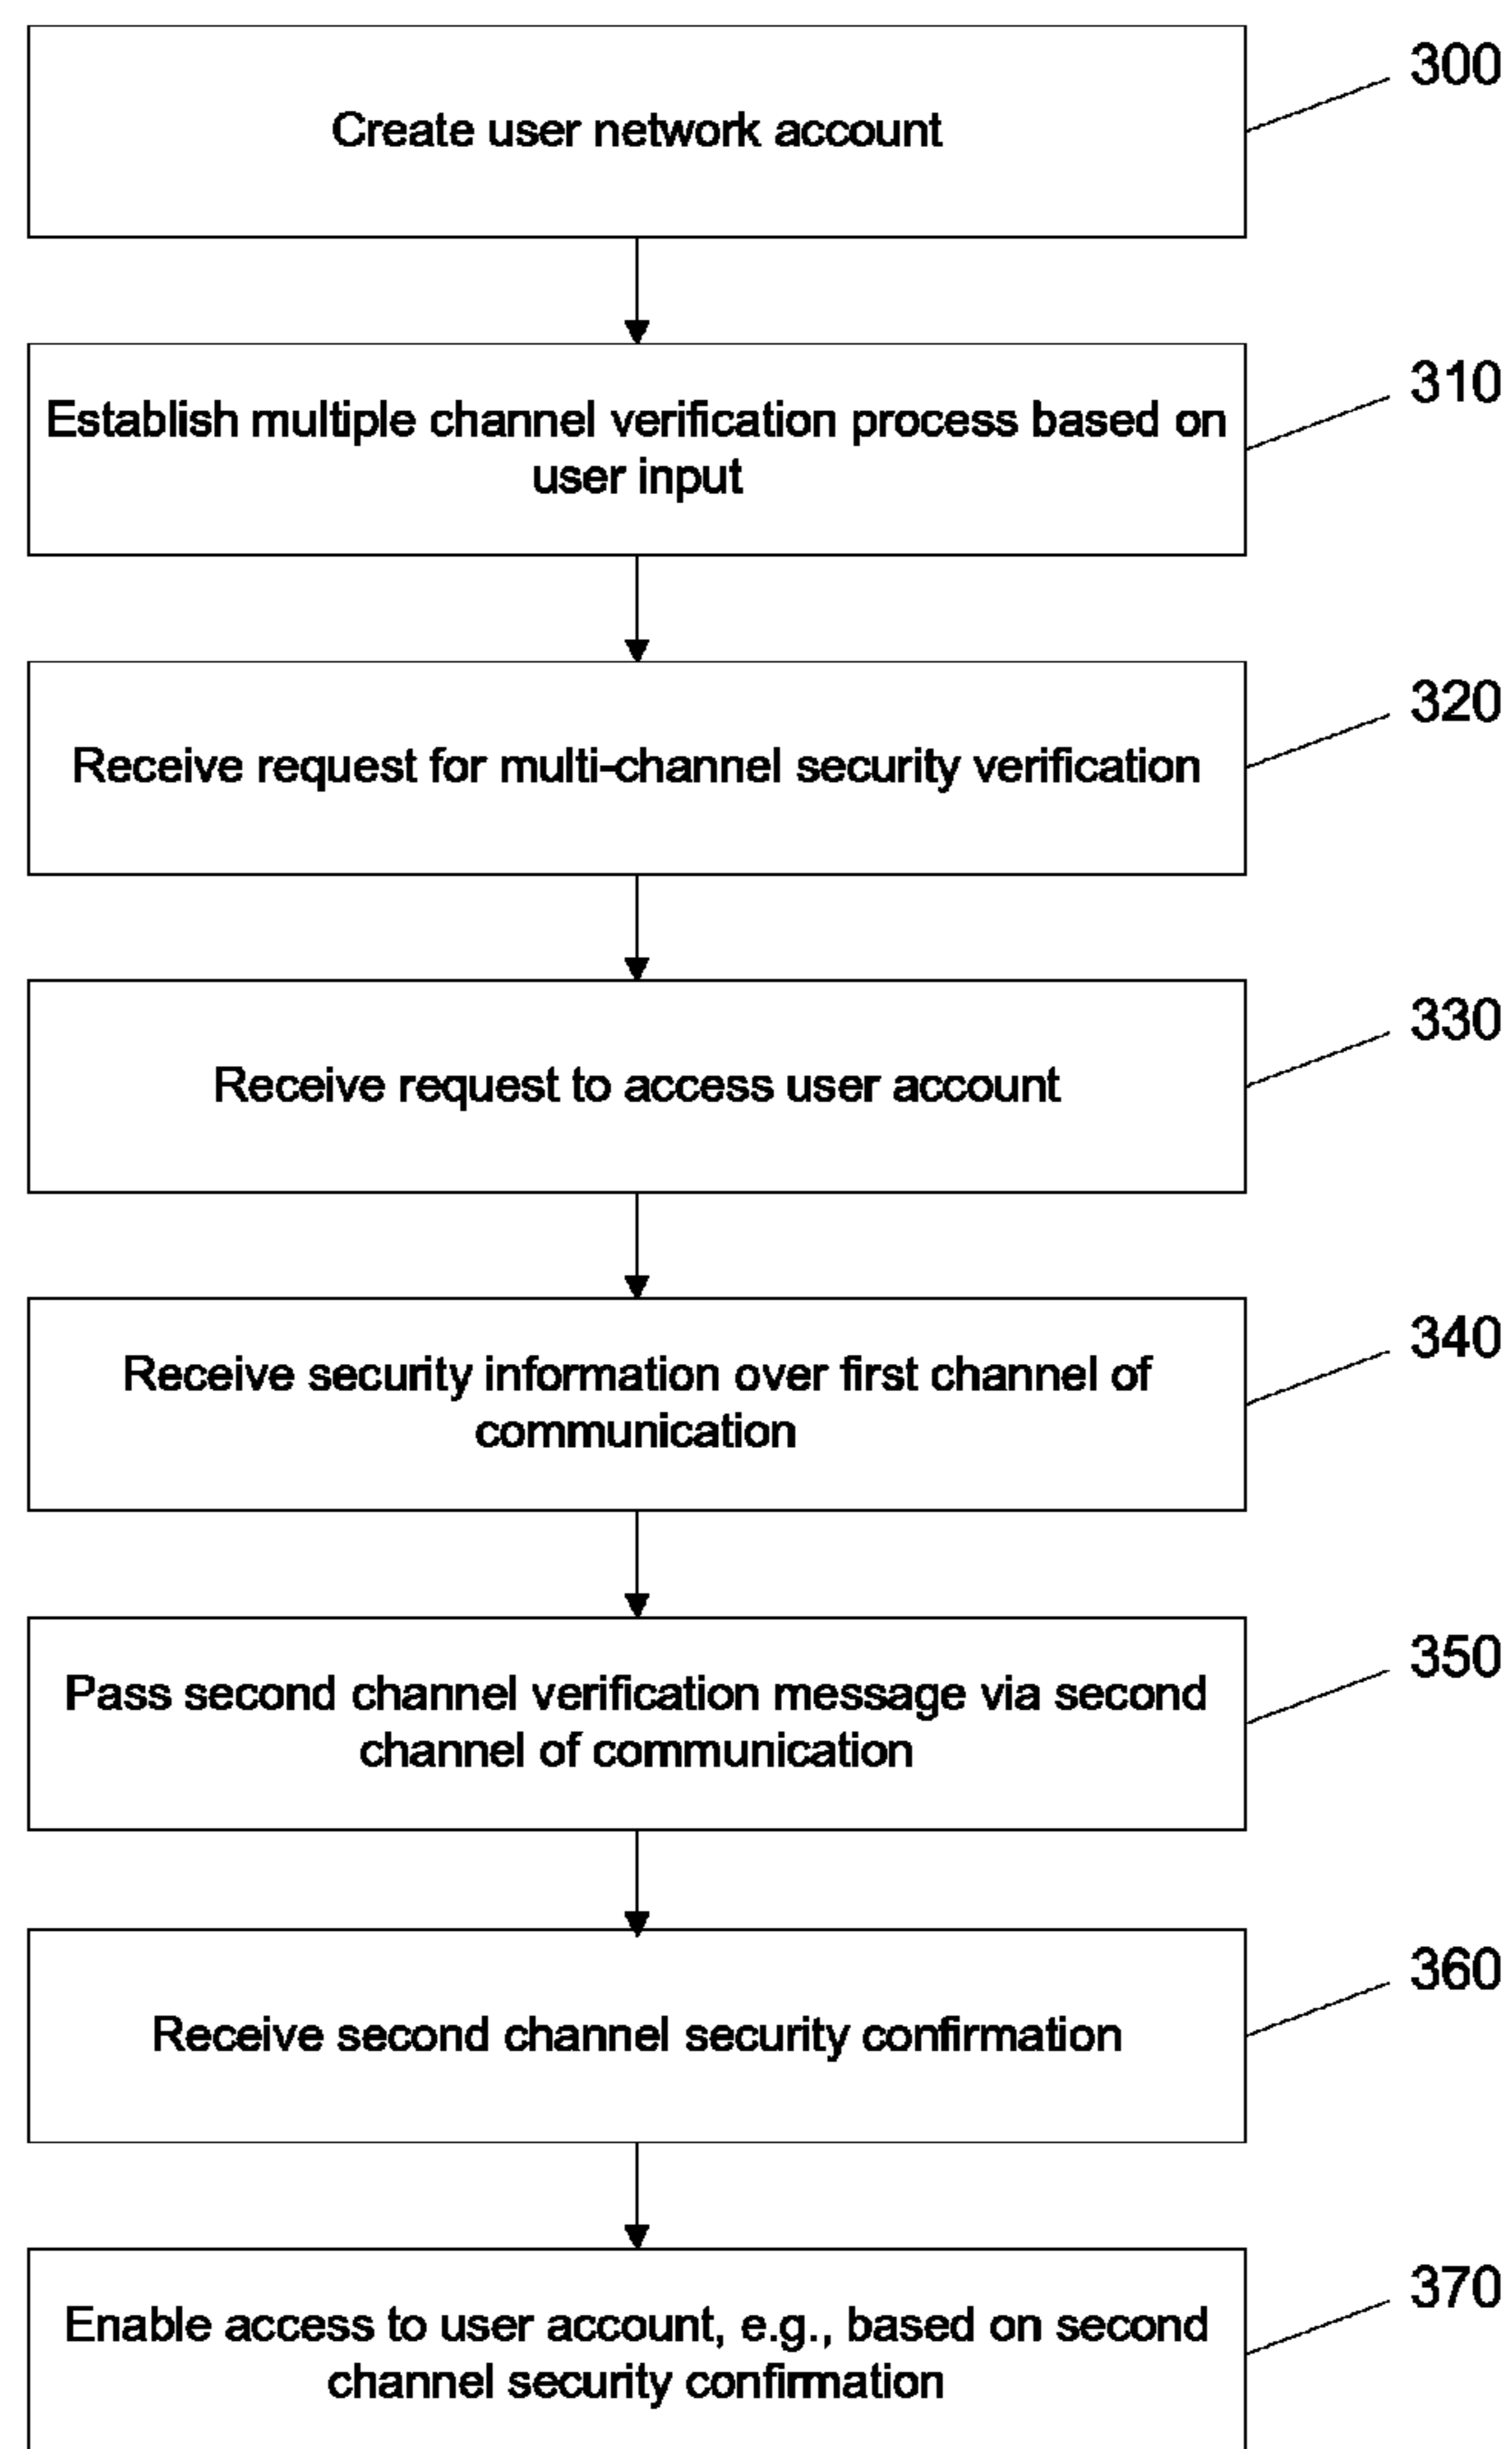 Create user network account
300
Establish multiple channel verification process based on
user input
310
Receive request for multi-channel security verification
320
Receive request to access user account
330
Receive security information over first channel of
communication
340
Pass second channel verification message via second
channel of communication
350
Receive second channel security confirmation
360
Enable access to user account, e.g., based on second
channel security confirmation
370